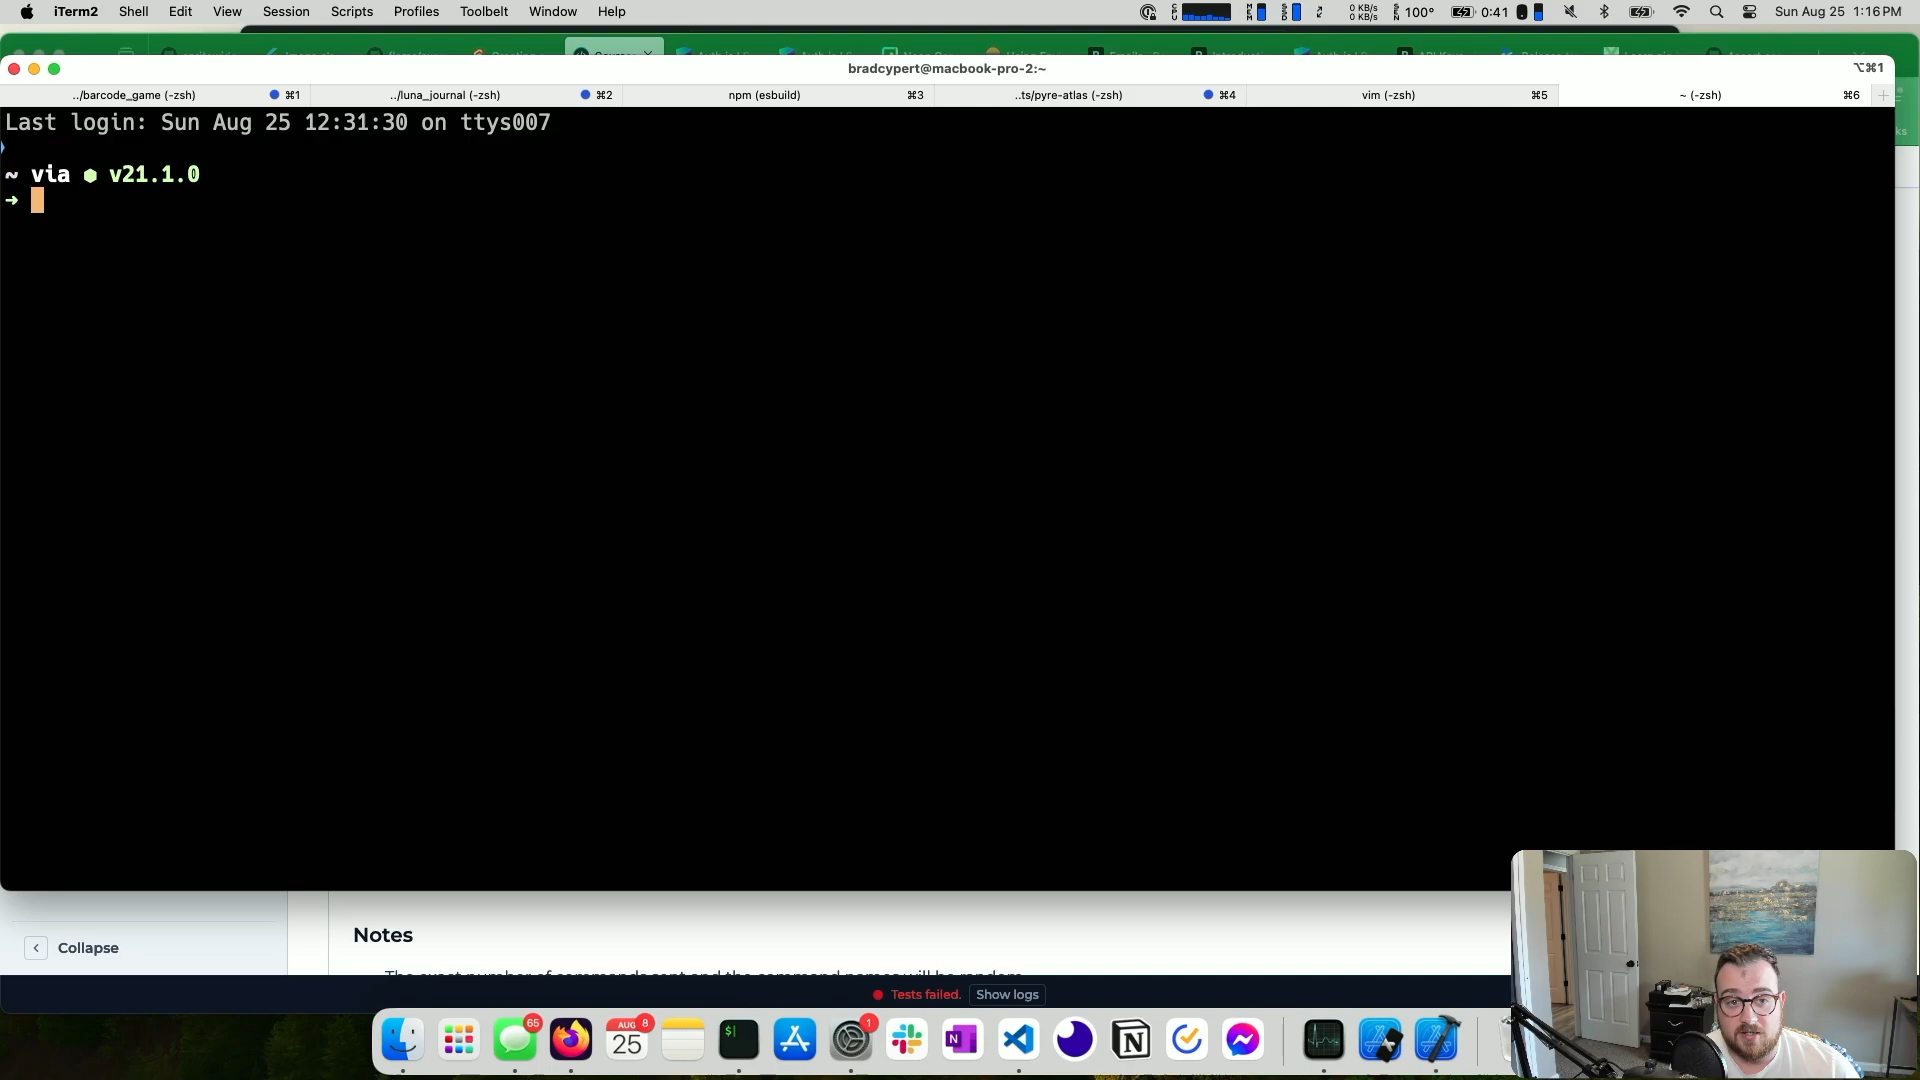 iTerm2 Shell Edit View Session Scripts Profiles Toolbelt Window Help
0 KB/s
0 KB/s
100° 0:41 Sun Aug 25 1:16 PM
bradcypert@macbook-pro-2:~ ⌥⌘1
../barcode_game (-zsh) ⌘1 ../luna_journal (-zsh) ⌘2 npm (esbuild) ⌘3 ..ts/pyre-atlas (-zsh) ⌘4 vim (-zsh) ⌘5 ~ (-zsh) ⌘6
Last login: Sun Aug 25 12:31:30 on ttys007
~ via ⬢ v21.1.0
➜
Notes
Collapse
Tests failed. Show logs
65
AUG 8
25
$
1
N
N